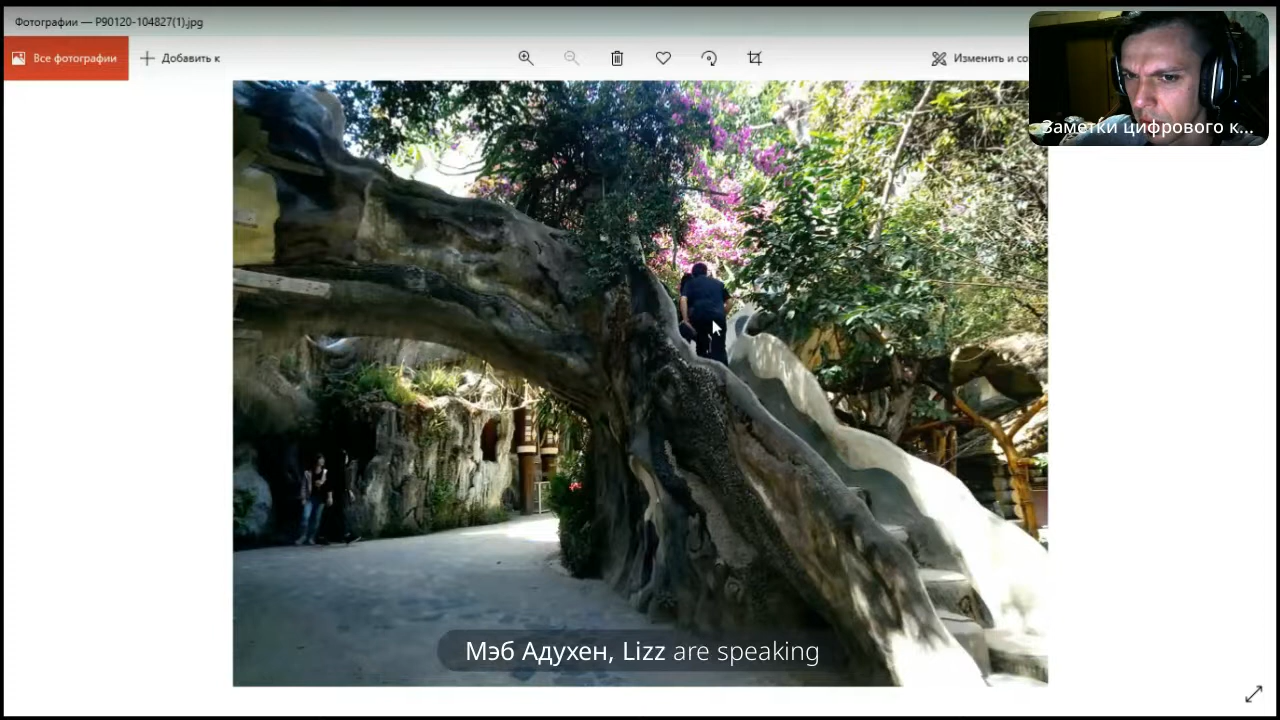 Фотографии — P90120-104827(1).jpg
Все фотографии
Добавить к
Изменить и со
Заметки цифрового к...
Мэб Адухен, Lizz are speaking